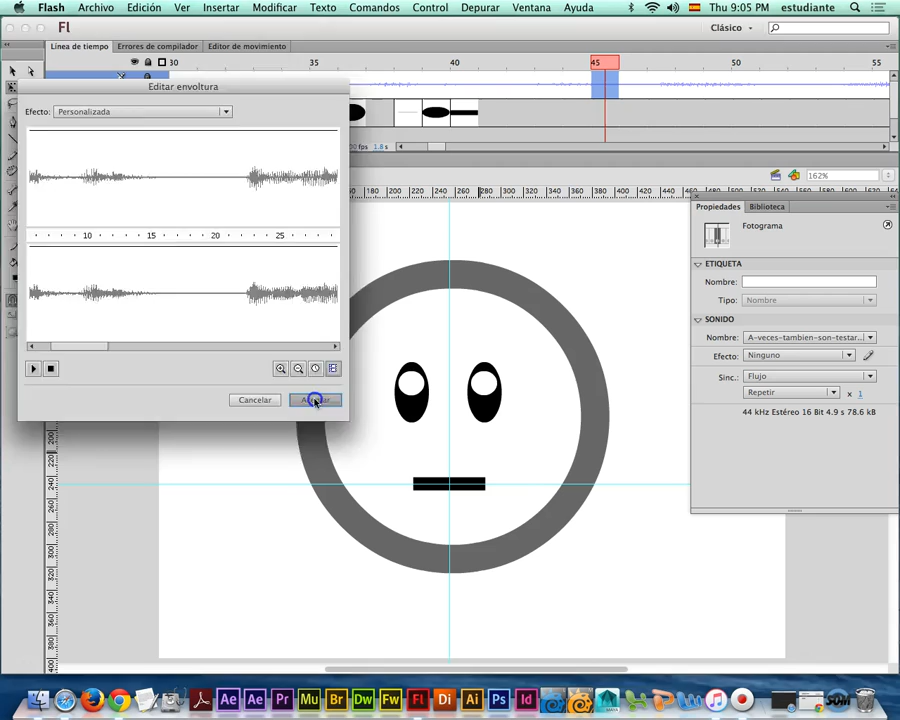 Flash Archivo Edición Ver Insertar Modificar Texto Comandos Control Depurar Ventana Ayuda Thu 9:05 PM estudiante
Fl Clásico
Línea de tiempo Errores de compilador Editor de movimiento
30 35 40 45 50 55
Editar envoltura
Efecto: Personalizada
10 15 20 25
Cancelar
fps 1.8 s
162%
180 200 220 240 260 280 300 320 340 360 380 400 420 440 460
Propiedades Biblioteca
Fotograma
ETIQUETA
Nombre:
Tipo: Nombre
SONIDO
Nombre: A-veces-tambien-son-testar...
Efecto: Ninguno
Sinc.: Flujo
Repetir x 1
44 kHz Estéreo 16 Bit 4.9 s 78.6 kB
Ae Ae Pr Mu Br Dw Fw Fl Di Ai Ps Id